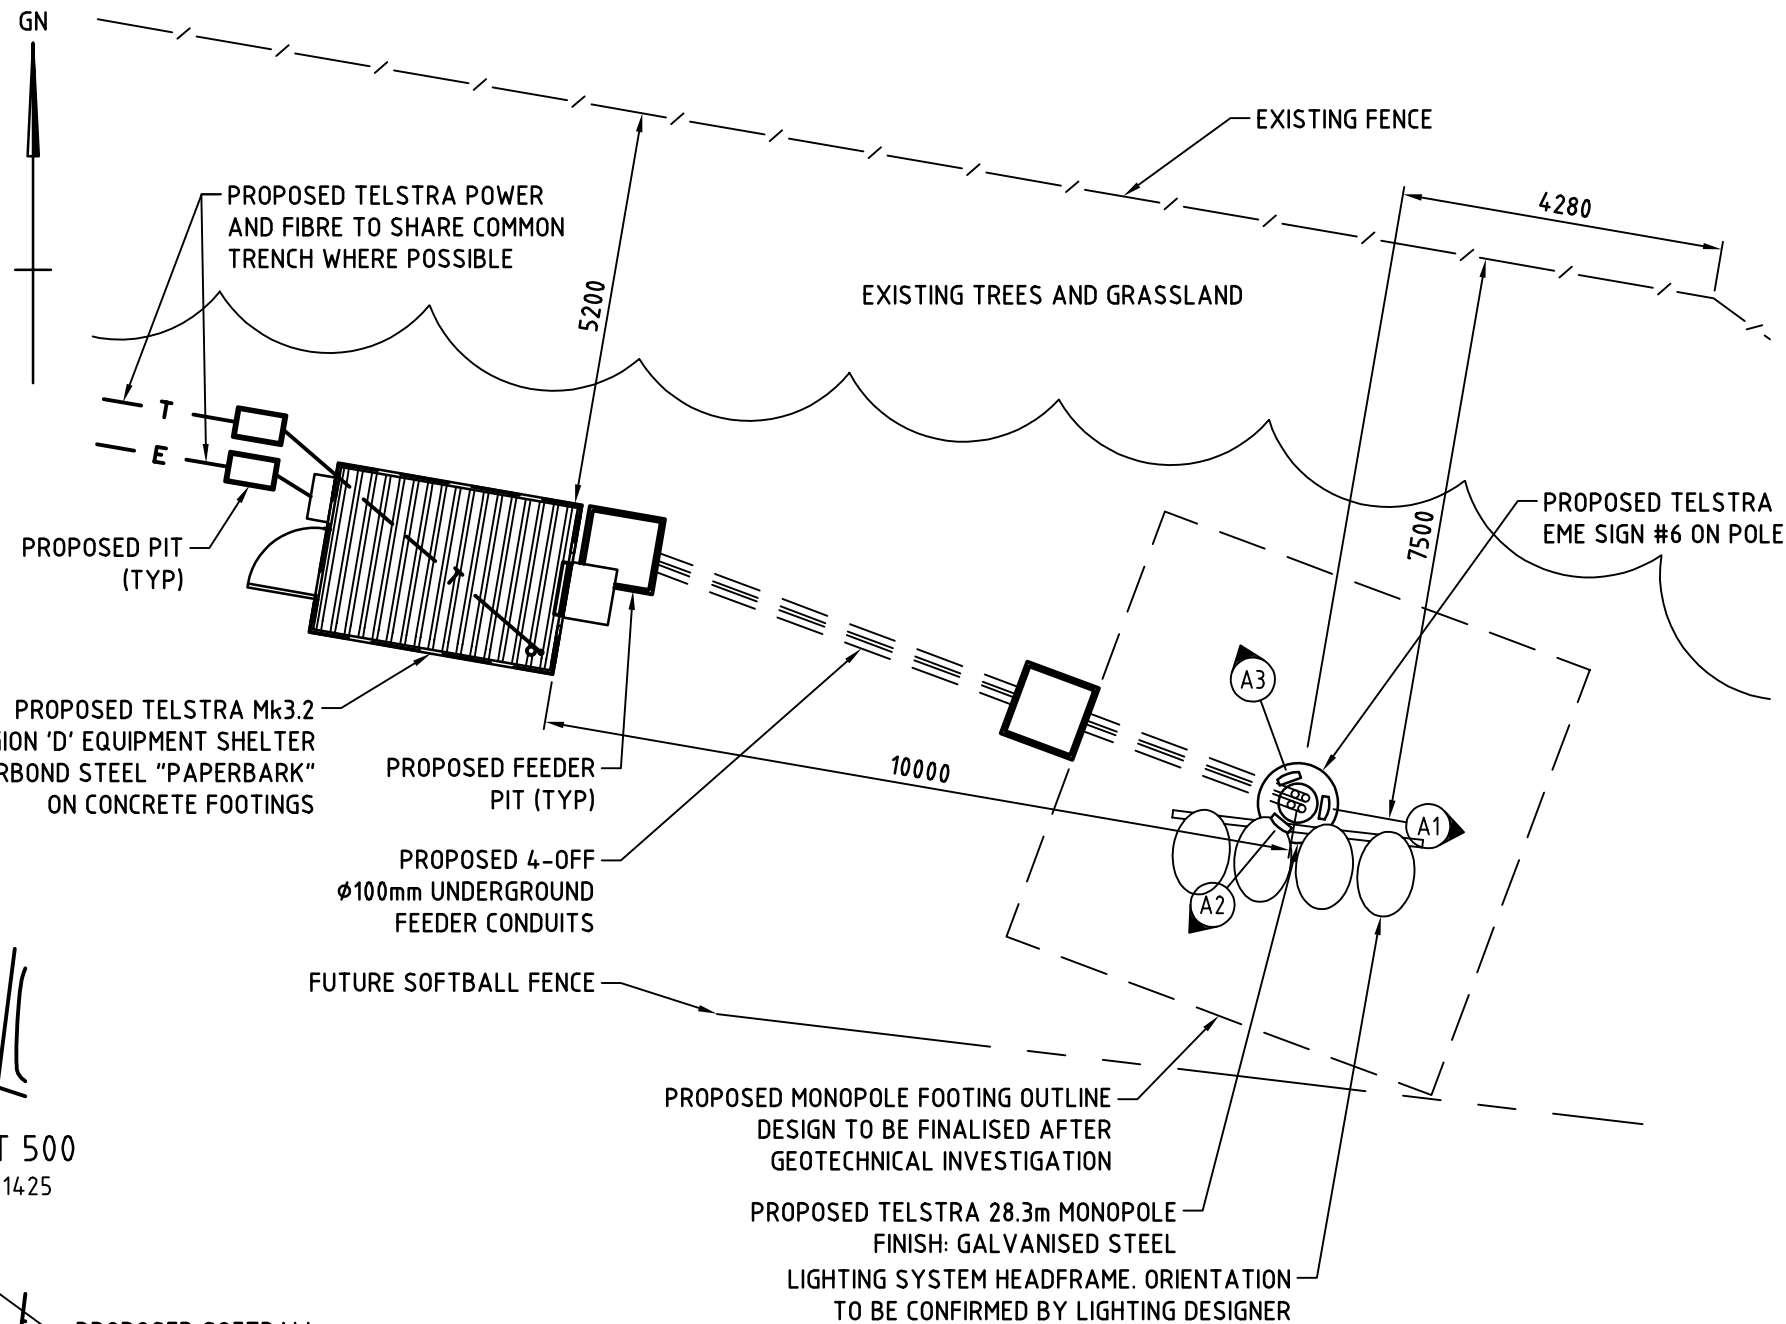 GN
EXISTING FENCE
PROPOSED TELSTRA POWER
AND FIBRE TO SHARE COMMON
TRENCH WHERE POSSIBLE
4280
5200
EXISTING TREES AND GRASSLAND
T
E
PROPOSED PIT
(TYP)
T
7500
PROPOSED TELSTRA
EME SIGN #6 ON POLE
A3
A1
A2
PROPOSED TELSTRA Mk3.2
'D' EQUIPMENT SHELTER
STEEL "PAPERBARK"
ON CONCRETE FOOTINGS
PROPOSED FEEDER
PIT (TYP)
10000
PROPOSED 4-OFF
Ø100mm UNDERGROUND
FEEDER CONDUITS
FUTURE SOFTBALL FENCE
PROPOSED MONOPOLE FOOTING OUTLINE
DESIGN TO BE FINALISED AFTER
GEOTECHNICAL INVESTIGATION
500
1425
PROPOSED TELSTRA 28.3m MONOPOLE
FINISH: GALVANISED STEEL
LIGHTING SYSTEM HEADFRAME. ORIENTATION
TO BE CONFIRMED BY LIGHTING DESIGNER
PROPOSED SOFTBALL